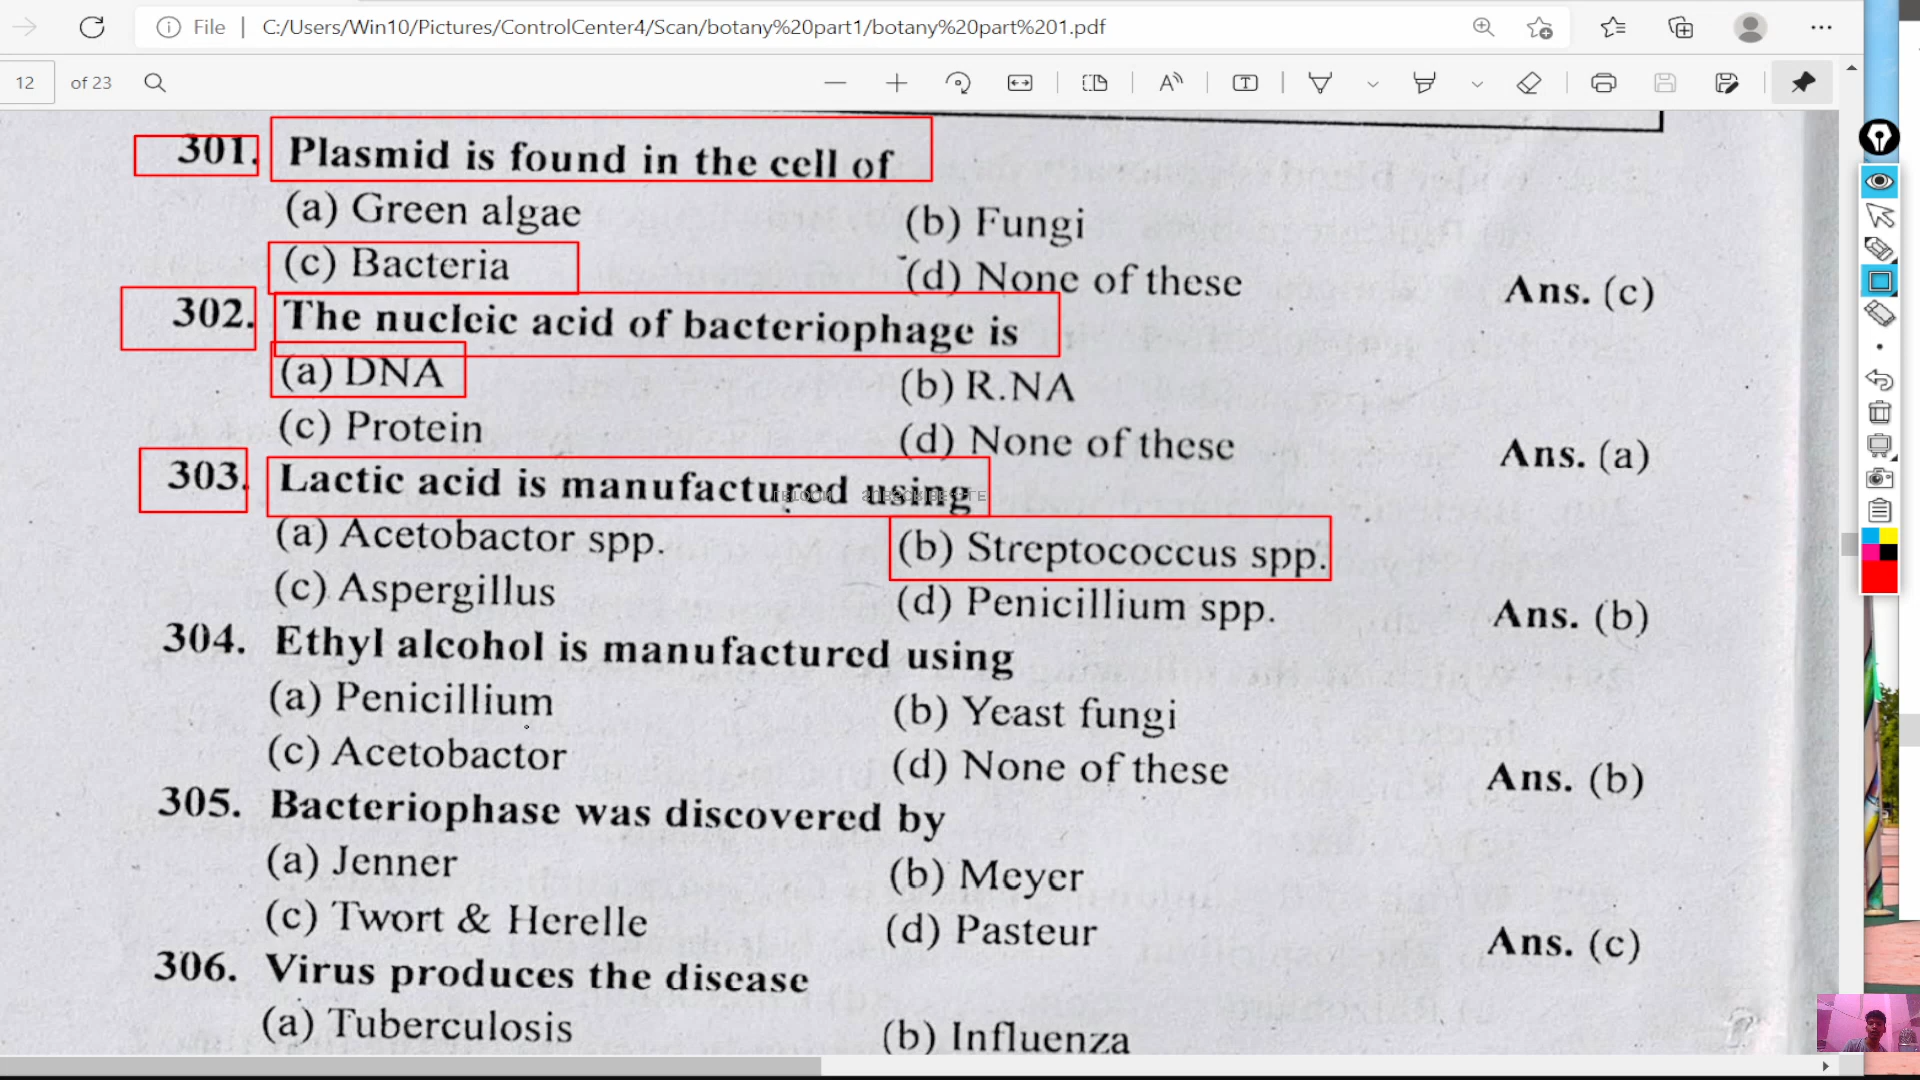 File | C:/Users/Win10/Pictures/ControlCenter4/Scan/botany%20part1/botany%20part%201.pdf
12 of 23
301. Plasmid is found in the cell of
(a) Green algae (b) Fungi
(c) Bacteria (d) None of these Ans. (c)
302. The nucleic acid of bacteriophage is
(a) DNA (b) R.NA
(c) Protein (d) None of these Ans. (a)
303. Lactic acid is manufactured using
(a) Acetobactor spp. (b) Streptococcus spp.
(c) Aspergillus (d) Penicillium spp. Ans. (b)
304. Ethyl alcohol is manufactured using
(a) Penicillium (b) Yeast fungi
(c) Acetobactor (d) None of these Ans. (b)
305. Bacteriophase was discovered by
(a) Jenner (b) Meyer
(c) Twort & Herelle (d) Pasteur Ans. (c)
306. Virus produces the disease
(a) Tuberculosis (b) Influenza